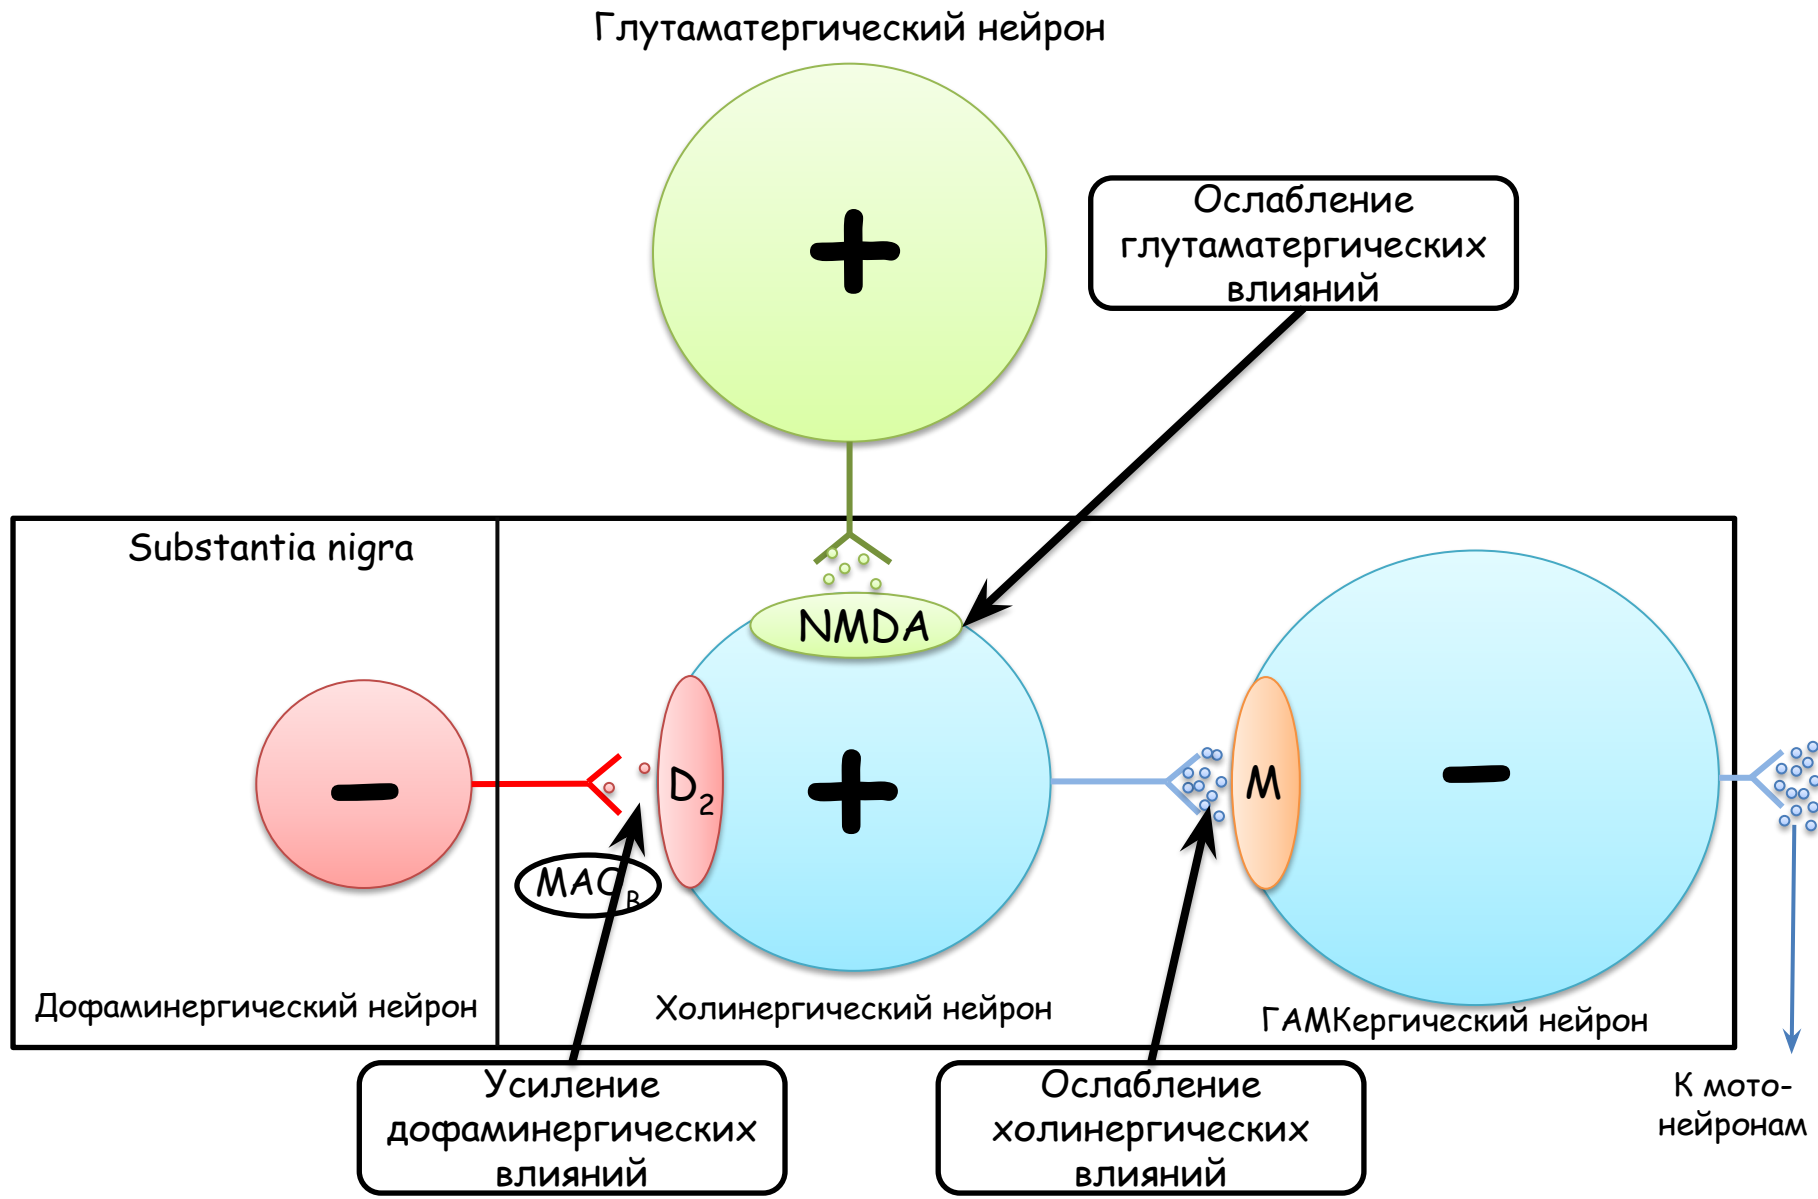 Глутаматергический нейрон
Ослабление
глутаматергических
влияний
Substantia nigra
NMDA
D2
M
MAOB
Дофаминергический нейрон
Холинергический нейрон
ГАМКергический нейрон
Усиление
дофаминергических
влияний
Ослабление
холинергических
влияний
К мото-
нейронам